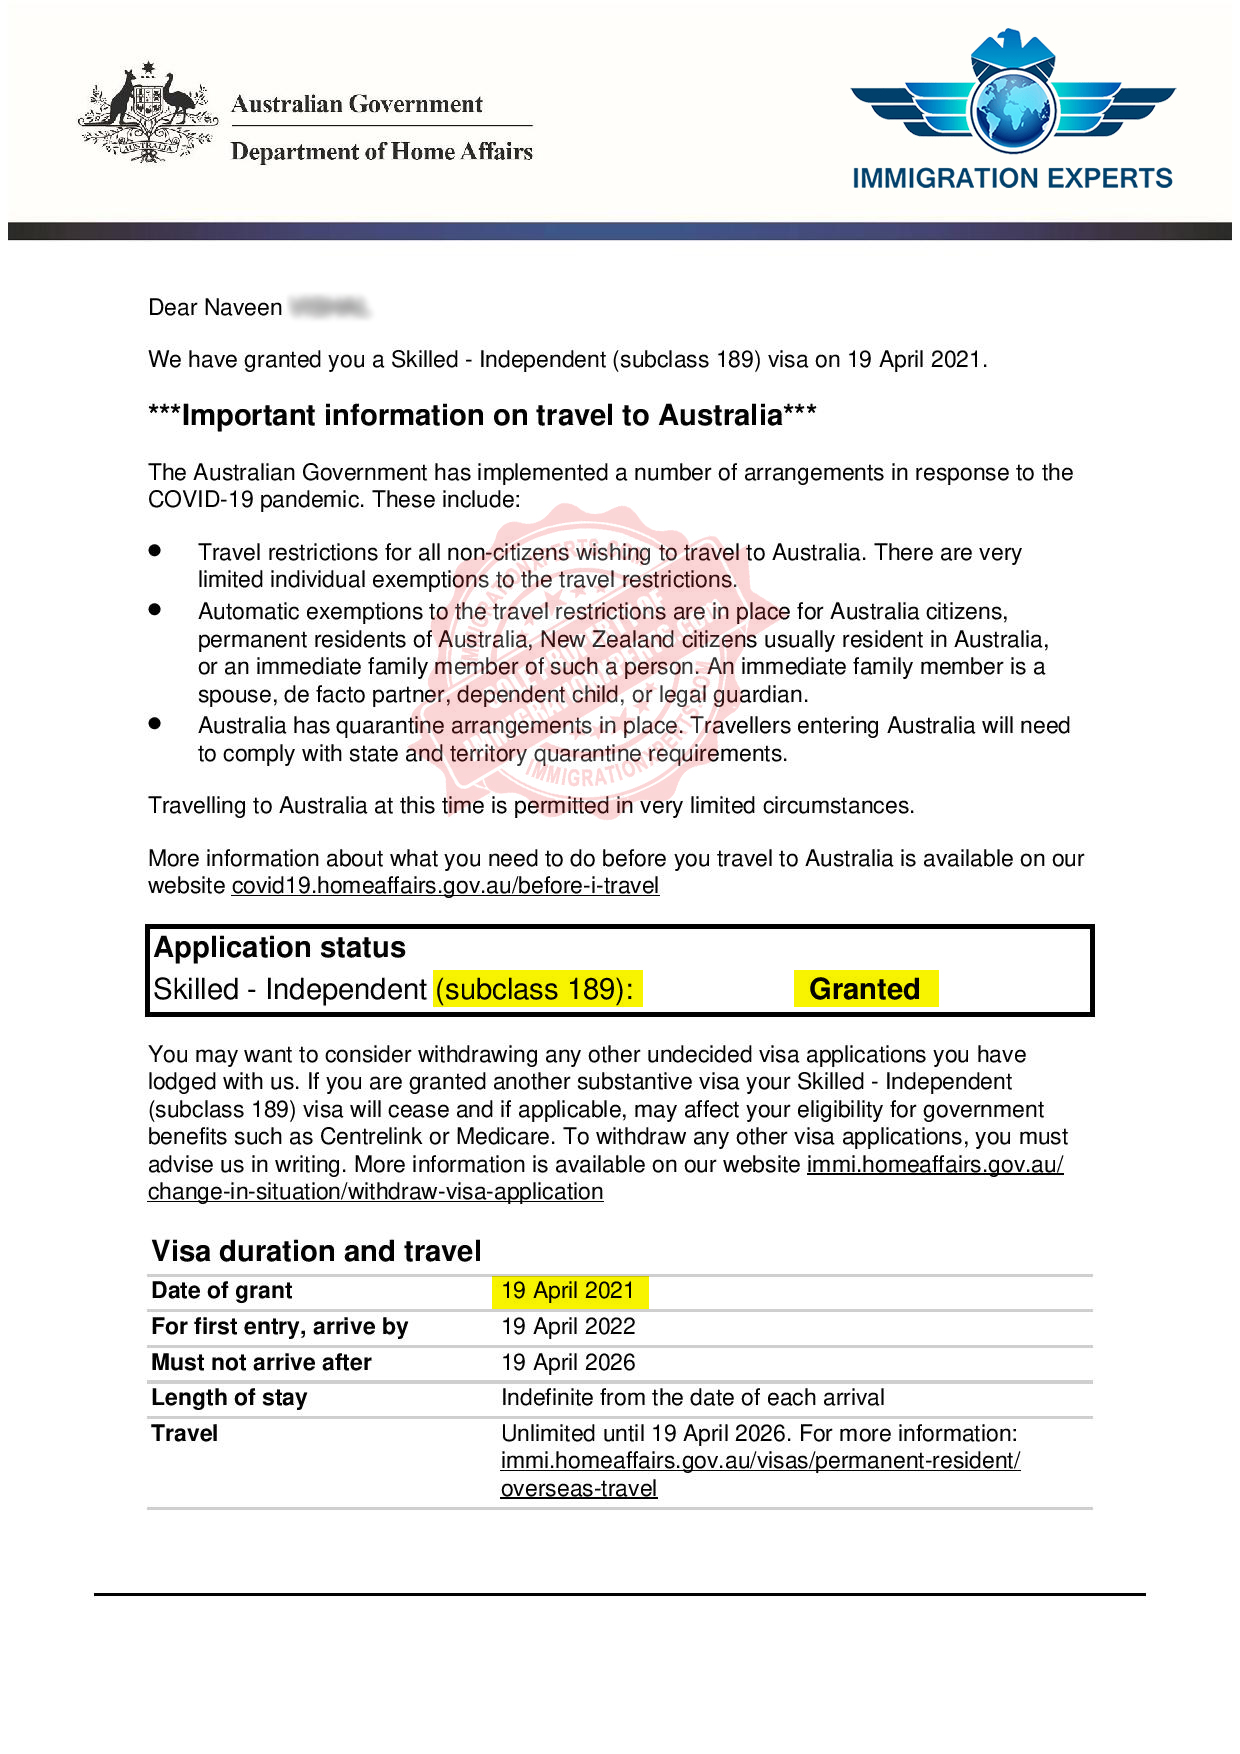 Australian Government
Department of Home Affairs
AUSTRALIA
IMMIGRATION EXPERTS
Dear Naveen
We have granted you a Skilled - Independent (subclass 189) visa on 19 April 2021.
***Important information on travel to Australia***
The Australian Government has implemented a number of arrangements in response to the
COVID-19 pandemic. These include:
● Travel restrictions for all non-citizens wishing to travel to Australia. There are very
limited individual exemptions to the travel restrictions.
● Automatic exemptions to the travel restrictions are in place for Australia citizens,
permanent residents of Australia, New Zealand citizens usually resident in Australia,
or an immediate family member of such a person. An immediate family member is a
spouse, de facto partner, dependent child, or legal guardian.
● Australia has quarantine arrangements in place. Travellers entering Australia will need
to comply with state and territory quarantine requirements.
IMMIGRATIONXPERTS.COM
SOLE PROPERTY OF
IMMIGRATIONXPERTS.COM
IMMIGRATIONXPERTS.COM
Travelling to Australia at this time is permitted in very limited circumstances.
More information about what you need to do before you travel to Australia is available on our
website covid19.homeaffairs.gov.au/before-i-travel
Application status
Skilled - Independent (subclass 189): Granted
You may want to consider withdrawing any other undecided visa applications you have
lodged with us. If you are granted another substantive visa your Skilled - Independent
(subclass 189) visa will cease and if applicable, may affect your eligibility for government
benefits such as Centrelink or Medicare. To withdraw any other visa applications, you must
advise us in writing. More information is available on our website immi.homeaffairs.gov.au/
change-in-situation/withdraw-visa-application
Visa duration and travel
Date of grant 19 April 2021
For first entry, arrive by 19 April 2022
Must not arrive after 19 April 2026
Length of stay Indefinite from the date of each arrival
Travel Unlimited until 19 April 2026. For more information:
immi.homeaffairs.gov.au/visas/permanent-resident/
overseas-travel